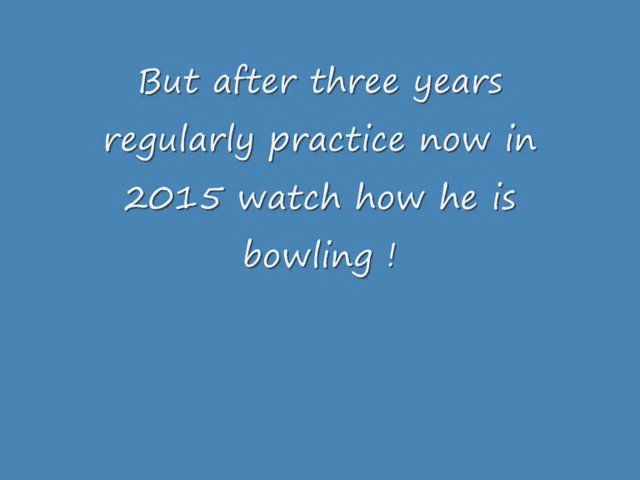 But after three years
regularly practice now in
2015 watch how he is
bowling !